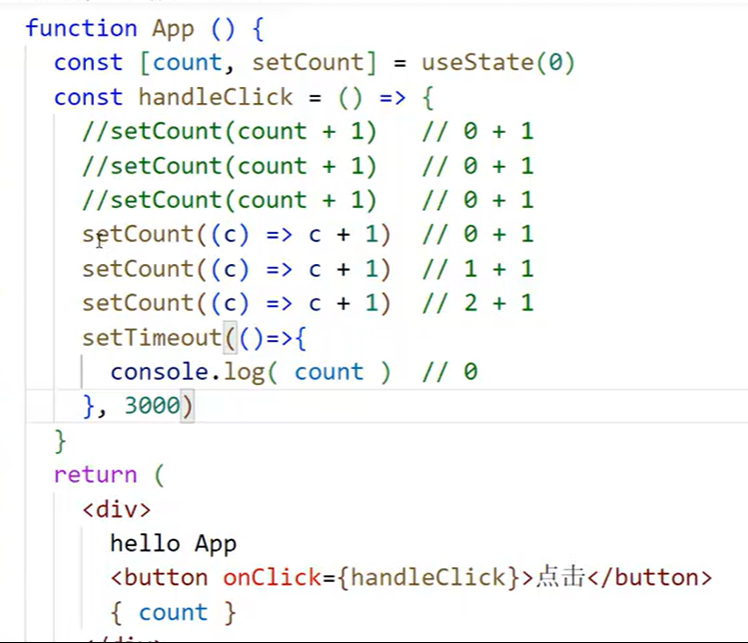 function App () {
const [count, setCount] = useState(0)
const handleClick = () => {
//setCount(count + 1)   // 0 + 1
//setCount(count + 1)   // 0 + 1
//setCount(count + 1)   // 0 + 1
setCount((c) => c + 1)  // 0 + 1
setCount((c) => c + 1)  // 1 + 1
setCount((c) => c + 1)  // 2 + 1
setTimeout(()=>{
console.log( count )  // 0
}, 3000)
}
return (
<div>
hello App
<button onClick={handleClick}>点击</button>
{ count }
</div>